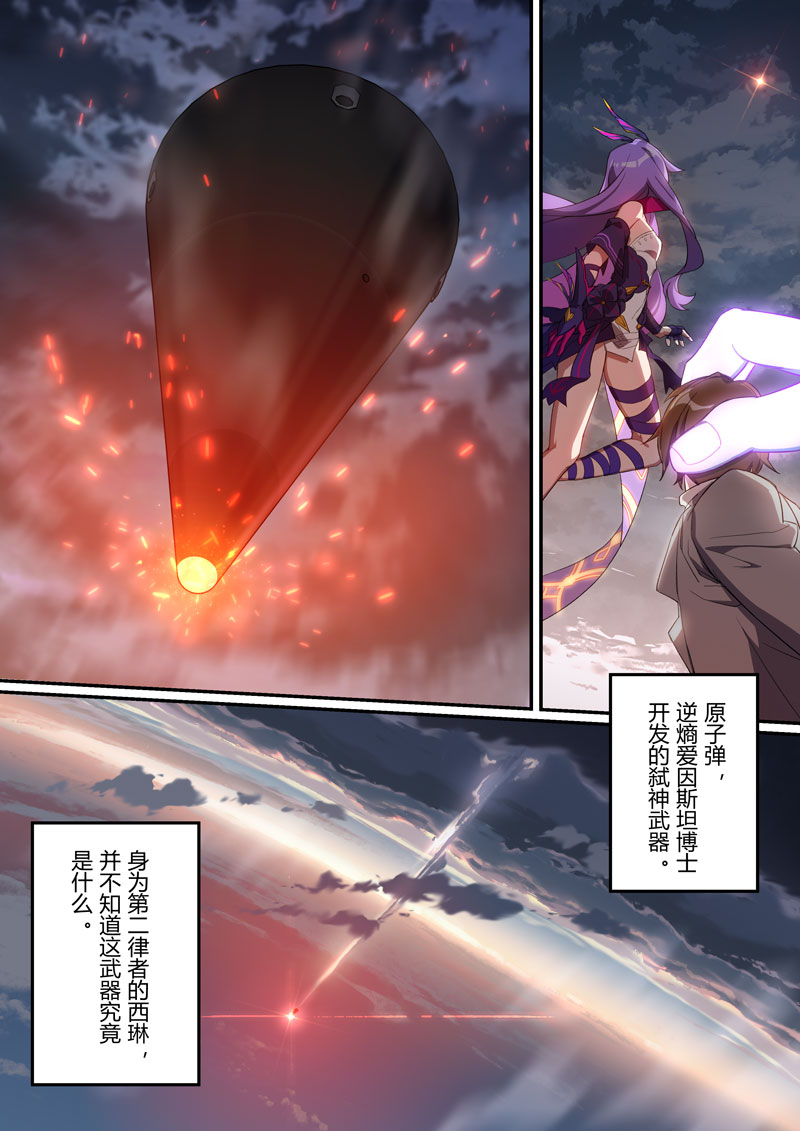 原子弹，
逆熵爱因斯坦博士
开发的弑神武器。
身为第二律者的西琳，
并不知道这武器究竟
是什么。